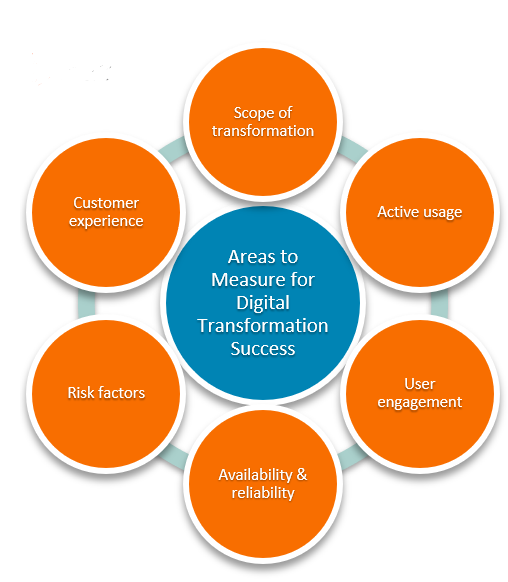 Scope of
transformation
Customer
experience
Active usage
Areas to
Measure for
Digital
Transformation
Success
Risk factors
User
engagement
Availability &
reliability